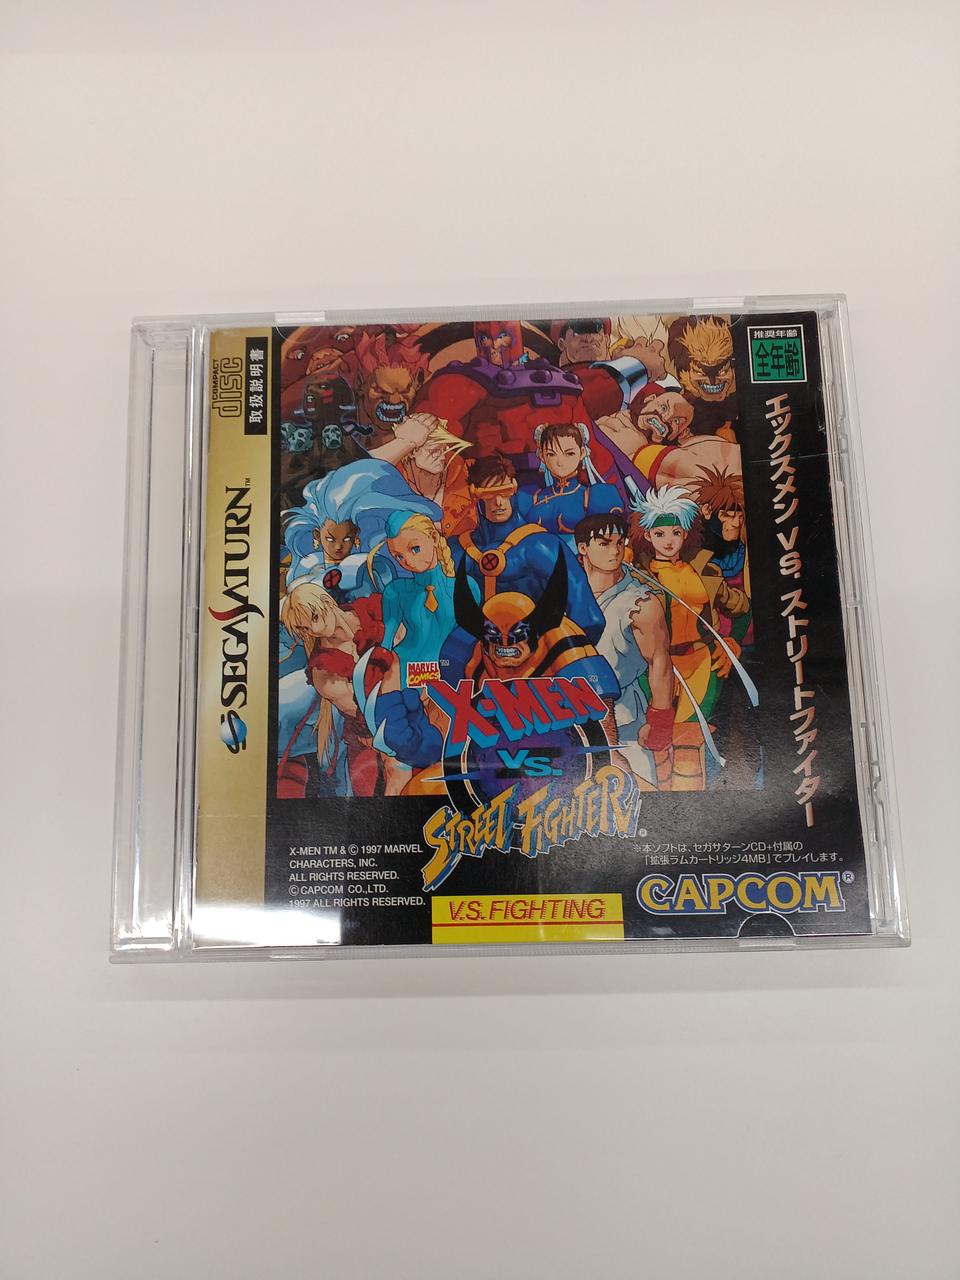 COMPACT
disc
取扱説明書
SEGA SATURN™
推奨年齢
全年齢
エックスメン VS. ストリートファイター
MARVEL
COMICS
™
X-MEN™
VS.
STREET FIGHTER®
X-MEN TM & © 1997 MARVEL
CHARACTERS, INC.
ALL RIGHTS RESERVED.
© CAPCOM CO.,LTD.
1997 ALL RIGHTS RESERVED.
※本ソフトは、セガサターンCD+付属の
「拡張ラムカートリッジ4MB」でプレイします。
V.S. FIGHTING
CAPCOM®